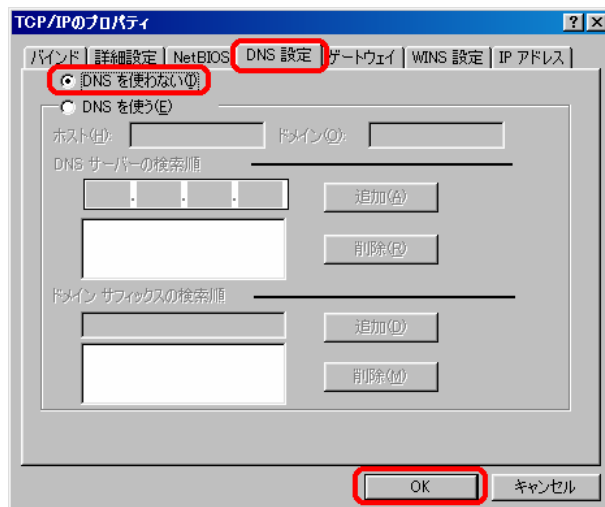 TCP/IPのプロパティ
バインド 詳細設定 NetBIOS DNS 設定 ゲートウェイ WINS 設定 IP アドレス
DNS を使わない(I)
DNS を使う(E)
ホスト(H): ドメイン(O):
DNS サーバーの検索順
追加(A)
削除(R)
ドメイン サフィックスの検索順
追加(D)
削除(M)
OK キャンセル